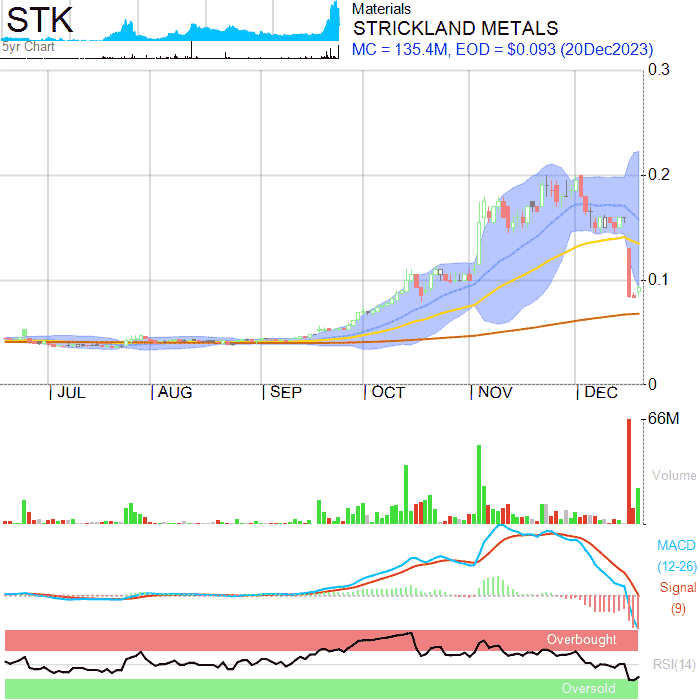 STK
5yr Chart
Materials
STRICKLAND METALS
MC = 135.4M, EOD = $0.093 (20Dec2023)
0.3
0.2
0.1
0
JUL AUG SEP OCT NOV DEC
66M
Volume
MACD
(12-26)
Signal
(9)
Overbought
RSI(14)
Oversold